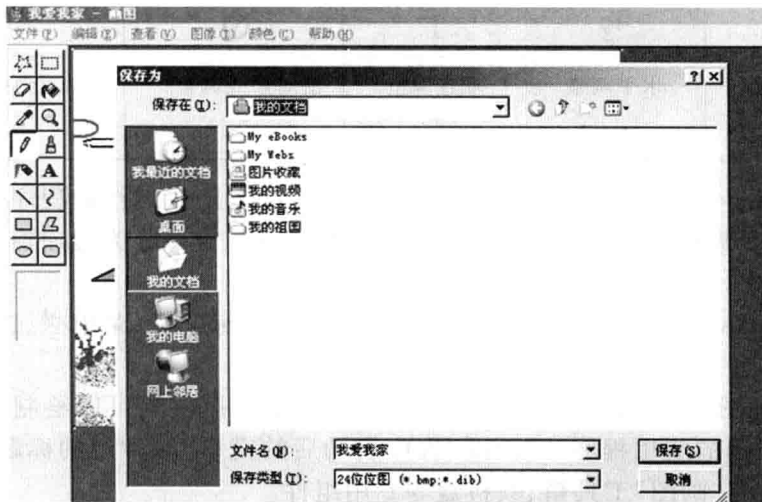 我爱我家 - 画图
文件(F) 编辑(E) 查看(V) 图像(I) 颜色(C) 帮助(H)
保存为
保存在(I): 我的文档
我最近的文档
桌面
我的文档
我的电脑
网上邻居
My eBooks
My Webs
图片收藏
我的视频
我的音乐
我的祖国
文件名(N): 我爱我家 保存(S)
保存类型(T): 24位位图 (*.bmp;*.dib) 取消